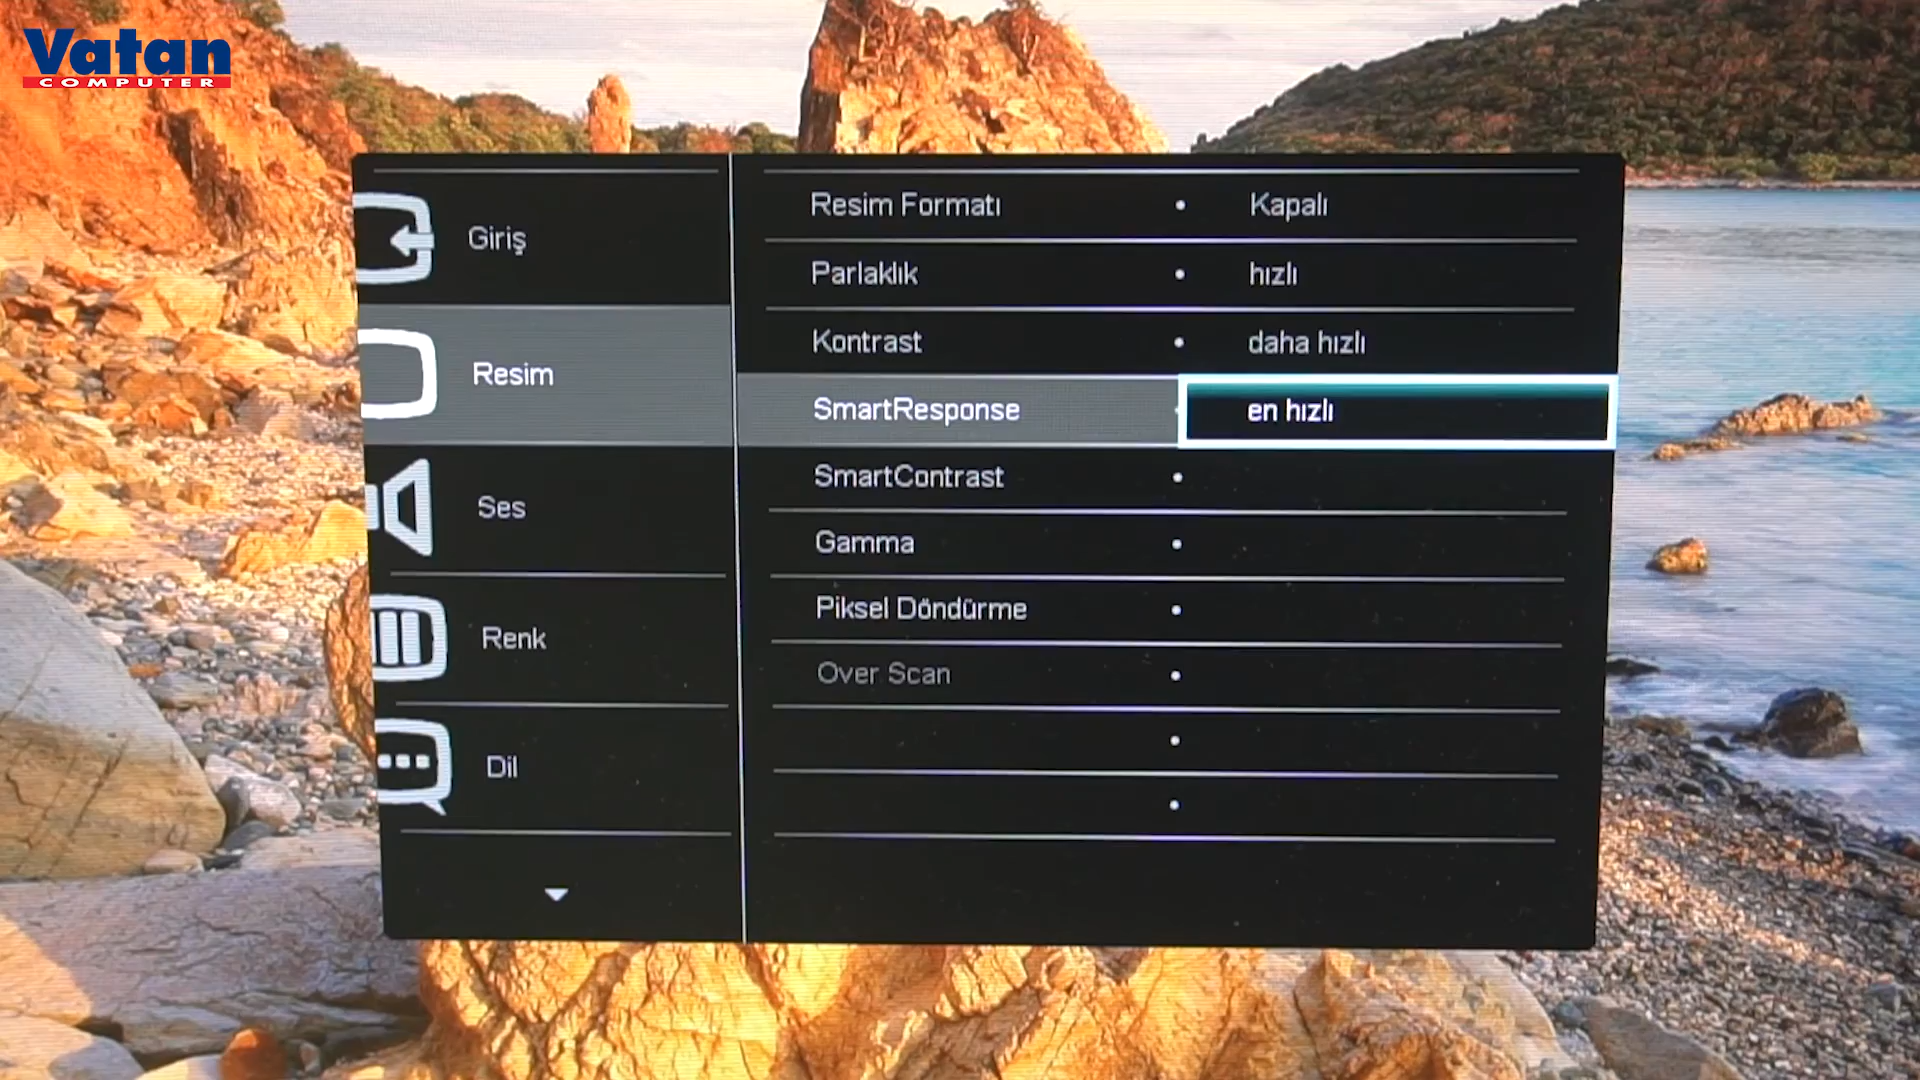 Vatan
COMPUTER
Giriş
Resim
Ses
Renk
Dil
Resim Formatı
Parlaklık
Kontrast
SmartResponse
SmartContrast
Gamma
Piksel Döndürme
Over Scan
Kapalı
hızlı
daha hızlı
en hızlı